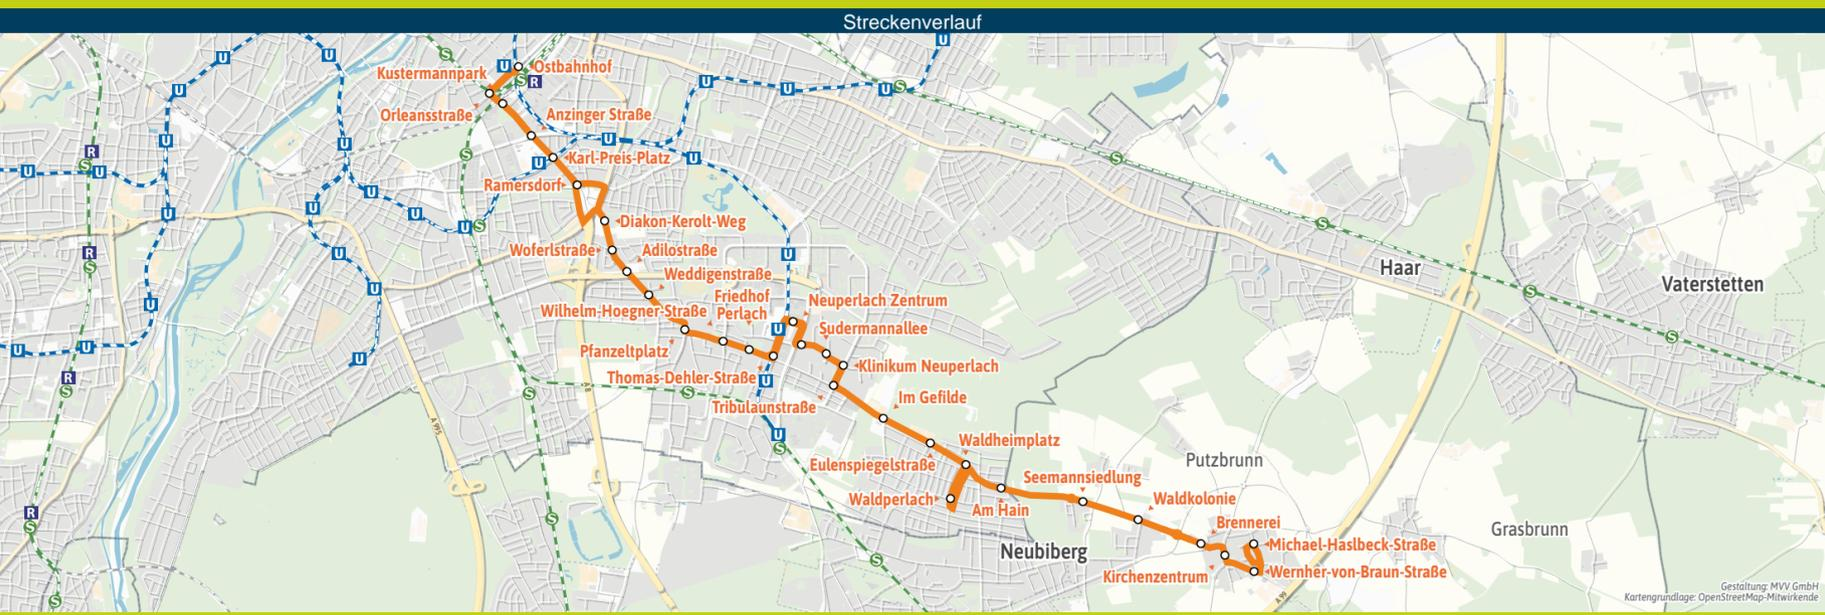 Streckenverlauf
U
Ostbahnhof
Kustermannpark
S
R
Orleansstraße
Anzinger Straße
Karl-Preis-Platz
Ramersdorf
Diakon-Kerolt-Weg
Woferlstraße
Adilostraße
Weddigenstraße
Friedhof
Perlach
Neuperlach Zentrum
Wilhelm-Hoegner-Straße
Sudermannallee
Pfanzeltplatz
Klinikum Neuperlach
Thomas-Dehler-Straße
Tribulaunstraße
Im Gefilde
Waldheimplatz
Eulenspiegelstraße
Seemannsiedlung
Waldperlach
Am Hain
Waldkolonie
Brennerei
Michael-Haslbeck-Straße
Kirchenzentrum
Wernher-von-Braun-Straße
Haar
Vaterstetten
Putzbrunn
Grasbrunn
Neubiberg
A 8
A 995
A 99
Gestaltung: MVV GmbH
Kartengrundlage: OpenStreetMap-Mitwirkende